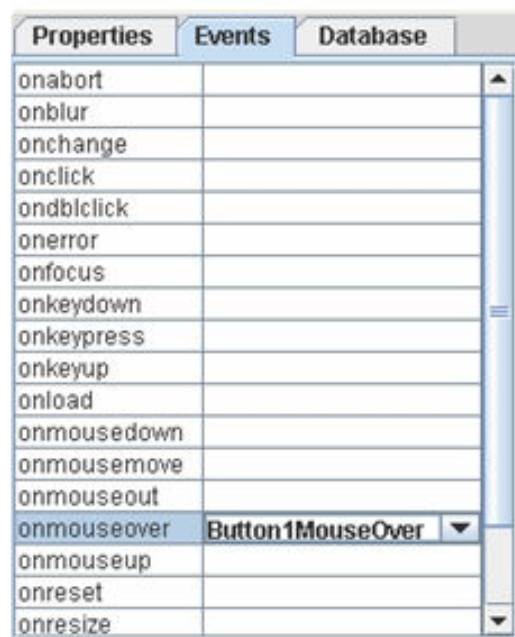 Properties Events Database
onabort
onblur
onchange
onclick
ondblclick
onerror
onfocus
onkeydown
onkeypress
onkeyup
onload
onmousedown
onmousemove
onmouseout
onmouseover Button1MouseOver
onmouseup
onreset
onresize